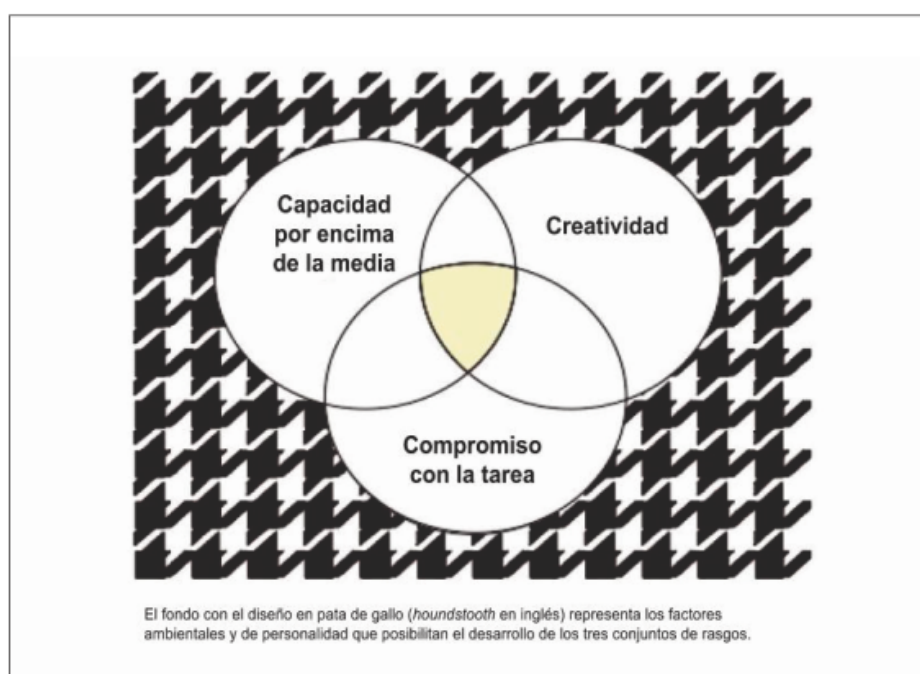 Capacidad
por encima
de la media
Creatividad
Compromiso
con la tarea
El fondo con el diseño en pata de gallo (houndstooth en inglés) representa los factores
ambientales y de personalidad que posibilitan el desarrollo de los tres conjuntos de rasgos.